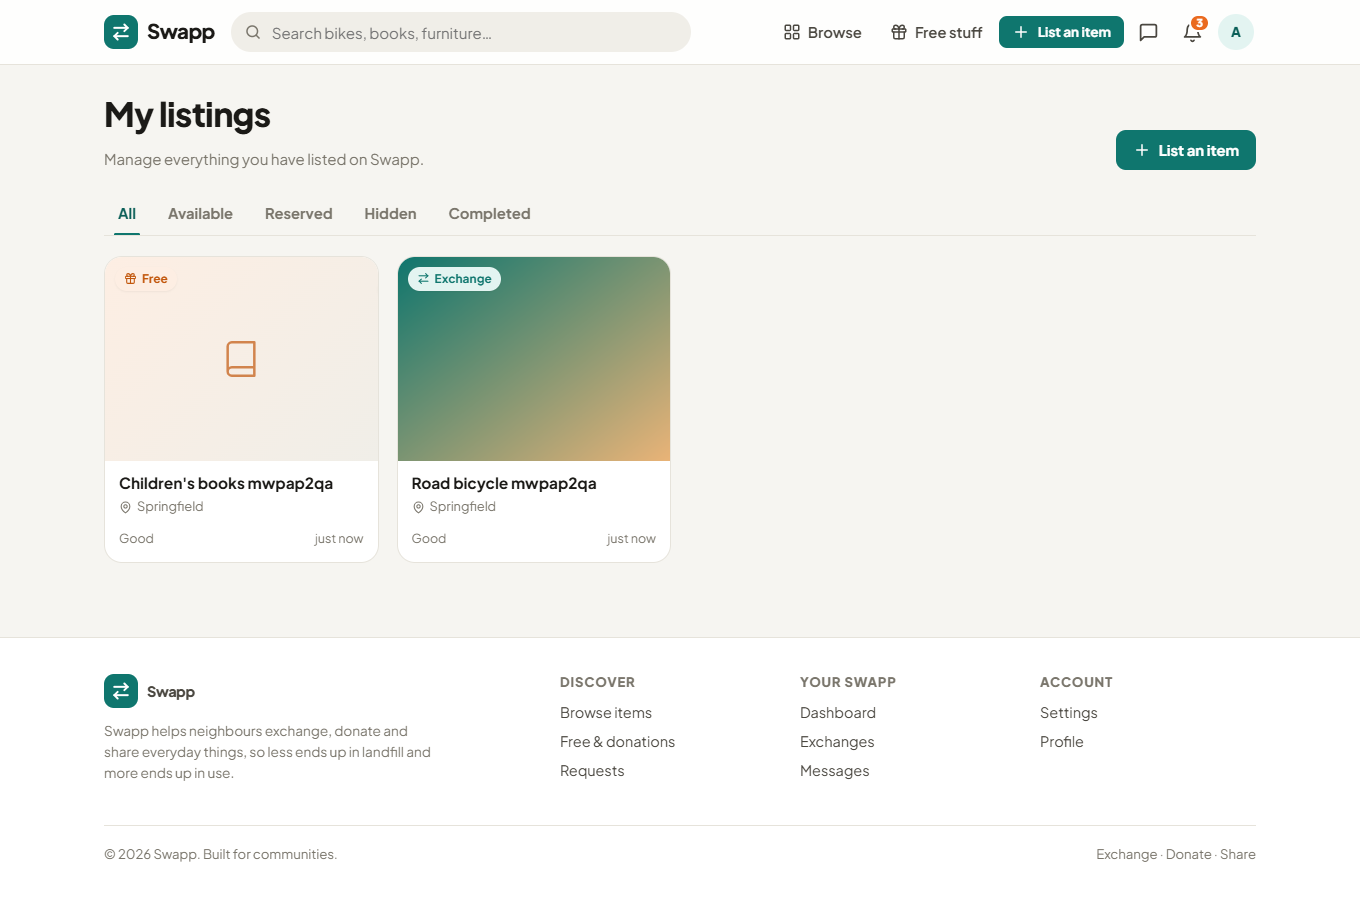 Swapp
Search bikes, books, furniture...
Browse
Free stuff
List an item
3
A
My listings
Manage everything you have listed on Swapp.
List an item
All
Available
Reserved
Hidden
Completed
Free
Exchange
Children's books mwpap2qa
Springfield
Good
just now
Road bicycle mwpap2qa
Springfield
Good
just now
Swapp
Swapp helps neighbours exchange, donate and
share everyday things, so less ends up in landfill and
more ends up in use.
DISCOVER
Browse items
Free & donations
Requests
YOUR SWAPP
Dashboard
Exchanges
Messages
ACCOUNT
Settings
Profile
© 2026 Swapp. Built for communities.
Exchange · Donate · Share